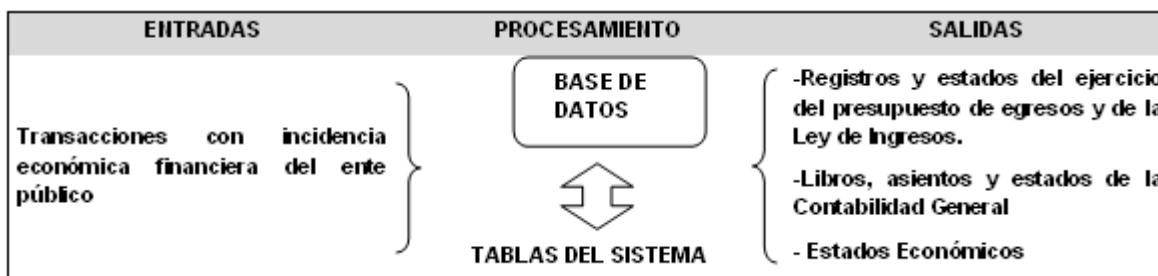 ENTRADAS PROCESAMIENTO SALIDAS
Transacciones con incidencia
económica financiera del ente
público
BASE DE
DATOS
TABLAS DEL SISTEMA
-Registros y estados del ejercicio
del presupuesto de egresos y de la
Ley de Ingresos.
-Libros, asientos y estados de la
Contabilidad General
- Estados Económicos